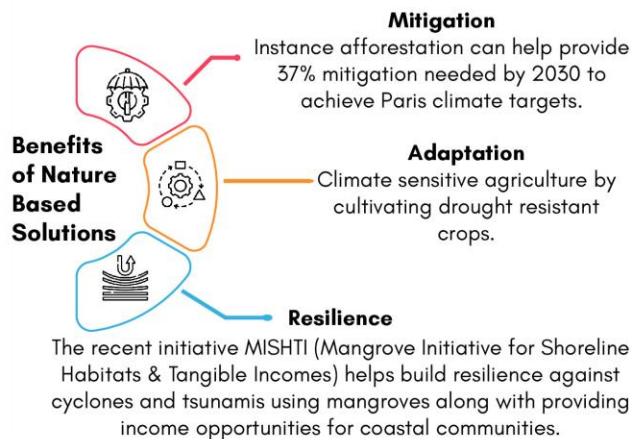 Mitigation
Instance afforestation can help provide
37% mitigation needed by 2030 to
achieve Paris climate targets.
Benefits
of Nature
Based
Solutions
Adaptation
Climate sensitive agriculture by
cultivating drought resistant
crops.
Resilience
The recent initiative MISHTI (Mangrove Initiative for Shoreline
Habitats & Tangible Incomes) helps build resilience against
cyclones and tsunamis using mangroves along with providing
income opportunities for coastal communities.